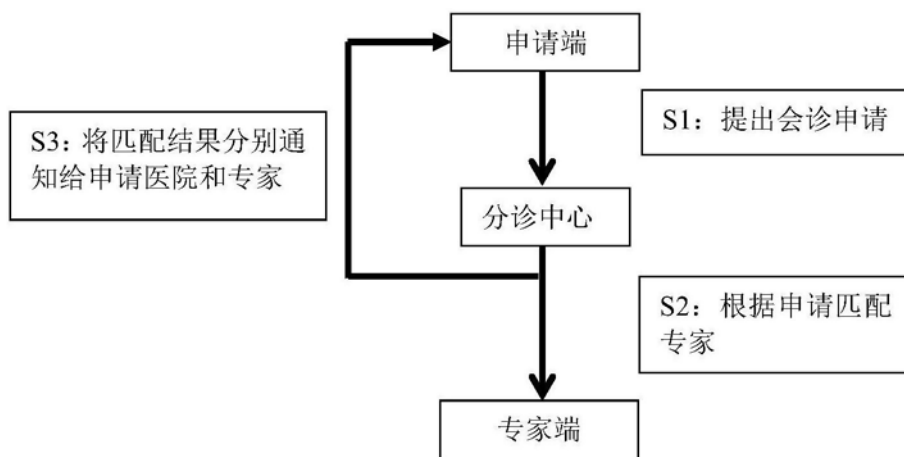 申请端
S1：提出会诊申请
S3：将匹配结果分别通
知给申请医院和专家
分诊中心
S2：根据申请匹配
专家
专家端